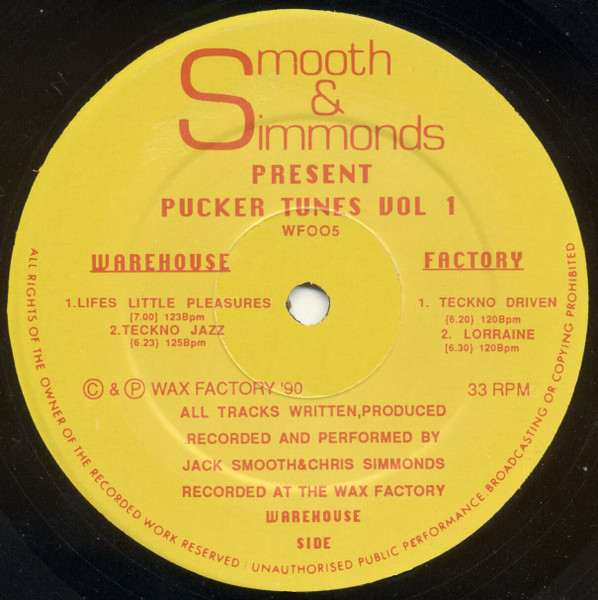 Smooth
&
Simmonds
PRESENT
PUCKER TUNES VOL 1
WF005
WAREHOUSE
1.LIFES LITTLE PLEASURES
[7.00] 123Bpm
2.TECKNO JAZZ
{6.23} 125Bpm
FACTORY
1. TECKNO DRIVEN
{6.20} 120Bpm
2. LORRAINE
[6.30} 120Bpm
© & ℗ WAX FACTORY '90
33 RPM
ALL TRACKS WRITTEN,PRODUCED
.RECORDED AND PERFORMED BY
JACK SMOOTH&CHRIS SIMMONDS
RECORDED AT THE WAX FACTORY
WAREHOUSE
SIDE
ALL RIGHTS OF THE OWNER OF THE RECORDED WORK RESERVED : UNAUTHORISED PUBLIC PERFORMANCE BROADCASTING OR COPYING PROHIBITED